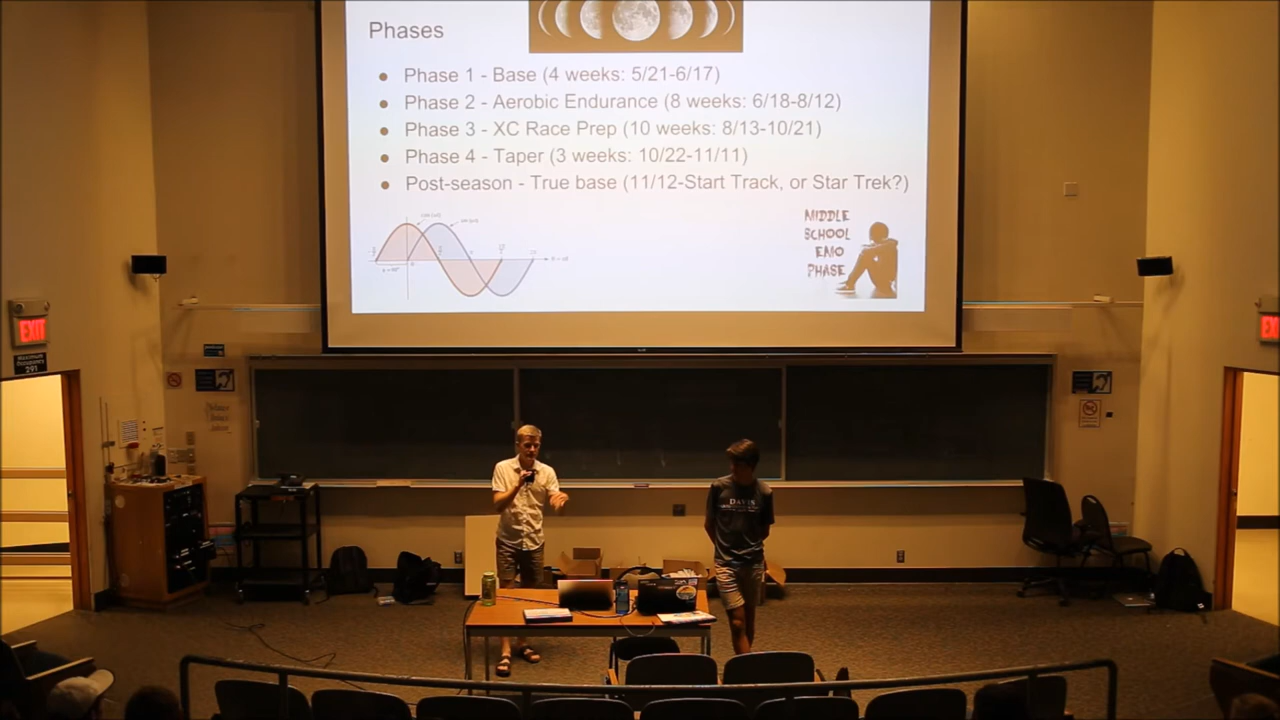 Phases
● Phase 1 - Base (4 weeks: 5/21-6/17)
● Phase 2 - Aerobic Endurance (8 weeks: 6/18-8/12)
● Phase 3 - XC Race Prep (10 weeks: 8/13-10/21)
● Phase 4 - Taper (3 weeks: 10/22-11/11)
● Post-season - True base (11/12-Start Track, or Star Trek?)
MIDDLE
SCHOOL
EMO
PHASE
EXIT
Maximum
Occupancy
291
DAVIS